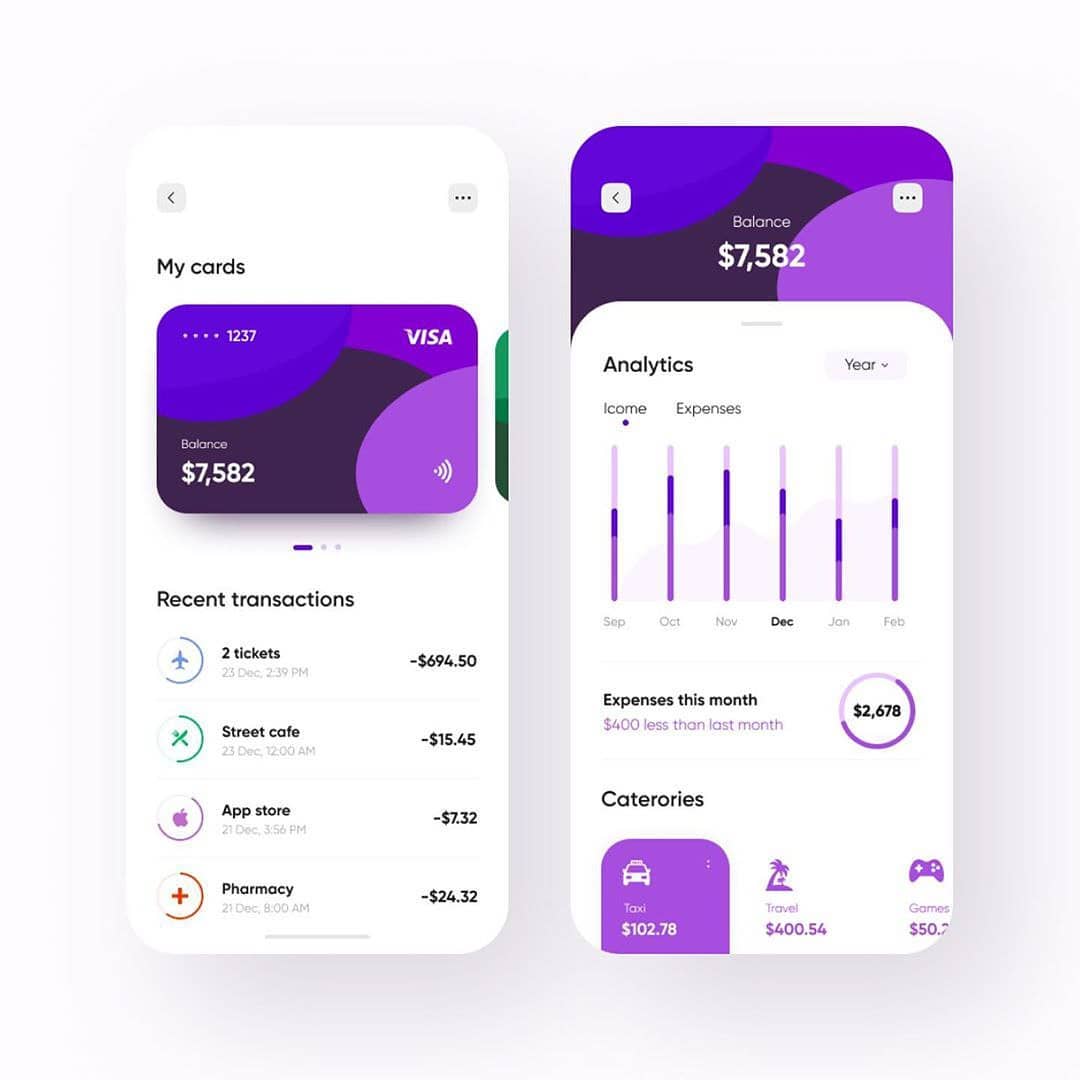 My cards
•••• 1237
VISA
Balance
$7,582
Recent transactions
2 tickets
23 Dec, 2:39 PM
-$694.50
Street cafe
23 Dec, 12:00 AM
-$15.45
App store
21 Dec, 3:56 PM
-$7.32
Pharmacy
21 Dec, 8:00 AM
-$24.32
Balance
$7,582
Analytics
Year
Icome Expenses
Sep Oct Nov Dec Jan Feb
Expenses this month
$400 less than last month
$2,678
Caterories
Taxi
$102.78
Travel
$400.54
Games